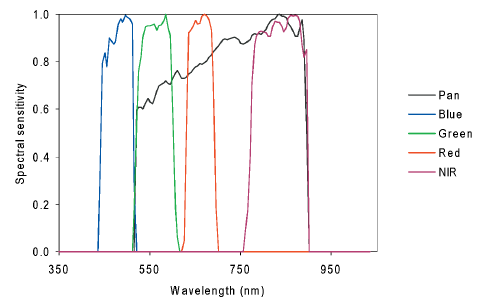 1.0
0.8
0.6
0.4
0.2
0.0
Spectral sensitivity
350
550
750
950
Wavelength (nm)
Pan
Blue
Green
Red
NIR